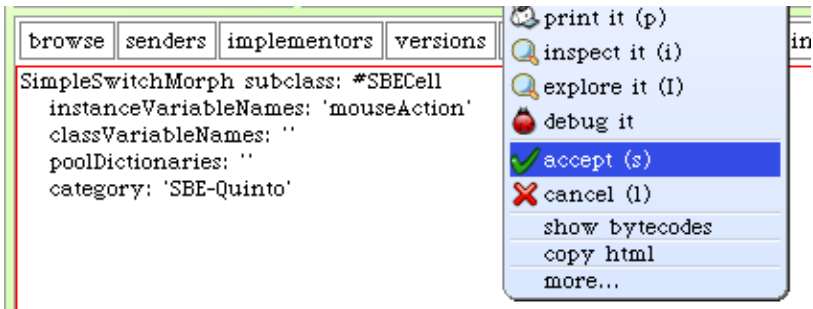 browse senders implementors versions in
SimpleSwitchMorph subclass: #SBECell
instanceVariableNames: 'mouseAction'
classVariableNames: ''
poolDictionaries: ''
category: 'SBE-Quinto'
print it (p)
inspect it (i)
explore it (I)
debug it
accept (s)
cancel (l)
show bytecodes
copy html
more...